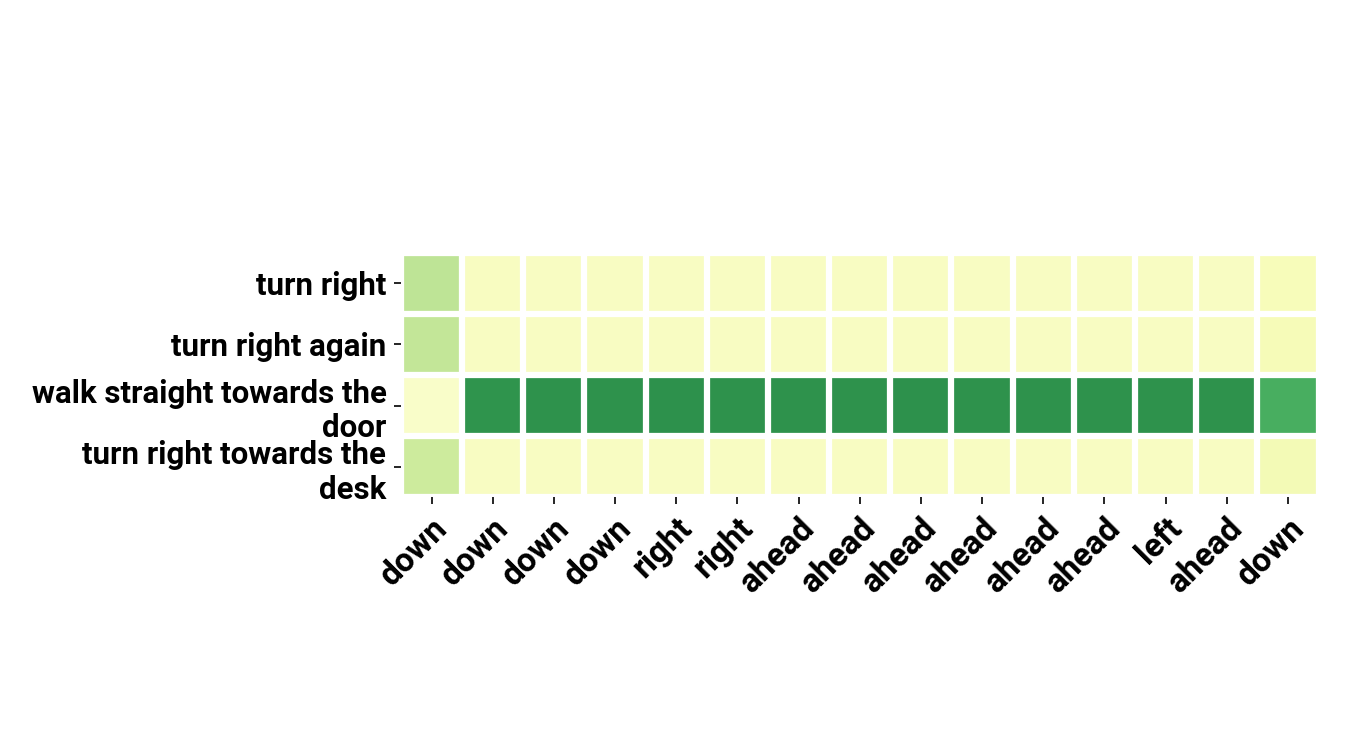 turn right
turn right again
walk straight towards the
door
turn right towards the
desk
down
down
down
down
right
right
ahead
ahead
ahead
ahead
ahead
ahead
left
ahead
down